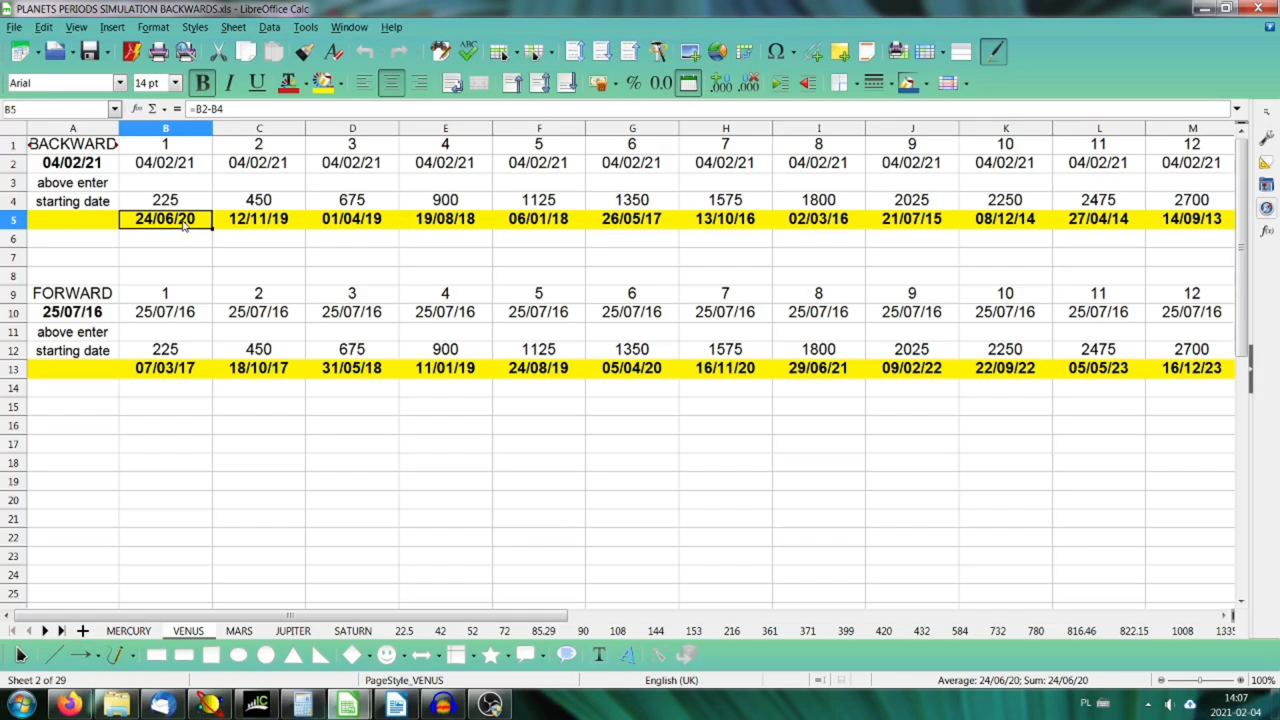 PLANETS PERIODS SIMULATION BACKWARDS.xls - LibreOffice Calc
File Edit View Insert Format Styles Sheet Data Tools Window Help
Arial 14 pt B I U A % 0.0
B5 fx Σ = =B2-B4
A B C D E F G H I J K L M
1 BACKWARD 1 2 3 4 5 6 7 8 9 10 11 12
2 04/02/21 04/02/21 04/02/21 04/02/21 04/02/21 04/02/21 04/02/21 04/02/21 04/02/21 04/02/21 04/02/21 04/02/21 04/02/21
3 above enter
4 starting date 225 450 675 900 1125 1350 1575 1800 2025 2250 2475 2700
5 24/06/20 12/11/19 01/04/19 19/08/18 06/01/18 26/05/17 13/10/16 02/03/16 21/07/15 08/12/14 27/04/14 14/09/13
6
7
8
9 FORWARD 1 2 3 4 5 6 7 8 9 10 11 12
10 25/07/16 25/07/16 25/07/16 25/07/16 25/07/16 25/07/16 25/07/16 25/07/16 25/07/16 25/07/16 25/07/16 25/07/16 25/07/16
11 above enter
12 starting date 225 450 675 900 1125 1350 1575 1800 2025 2250 2475 2700
13 07/03/17 18/10/17 31/05/18 11/01/19 24/08/19 05/04/20 16/11/20 29/06/21 09/02/22 22/09/22 05/05/23 16/12/23
14
15
16
17
18
19
20
21
22
23
24
25
MERCURY VENUS MARS JUPITER SATURN 22.5 42 52 72 85.29 90 108 144 153 216 361 371 399 420 432 584 732 780 816.46 822.15 1008 1335
Sheet 2 of 29 PageStyle_VENUS English (UK) Average: 24/06/20; Sum: 24/06/20 100%
PL 14:07
2021-02-04